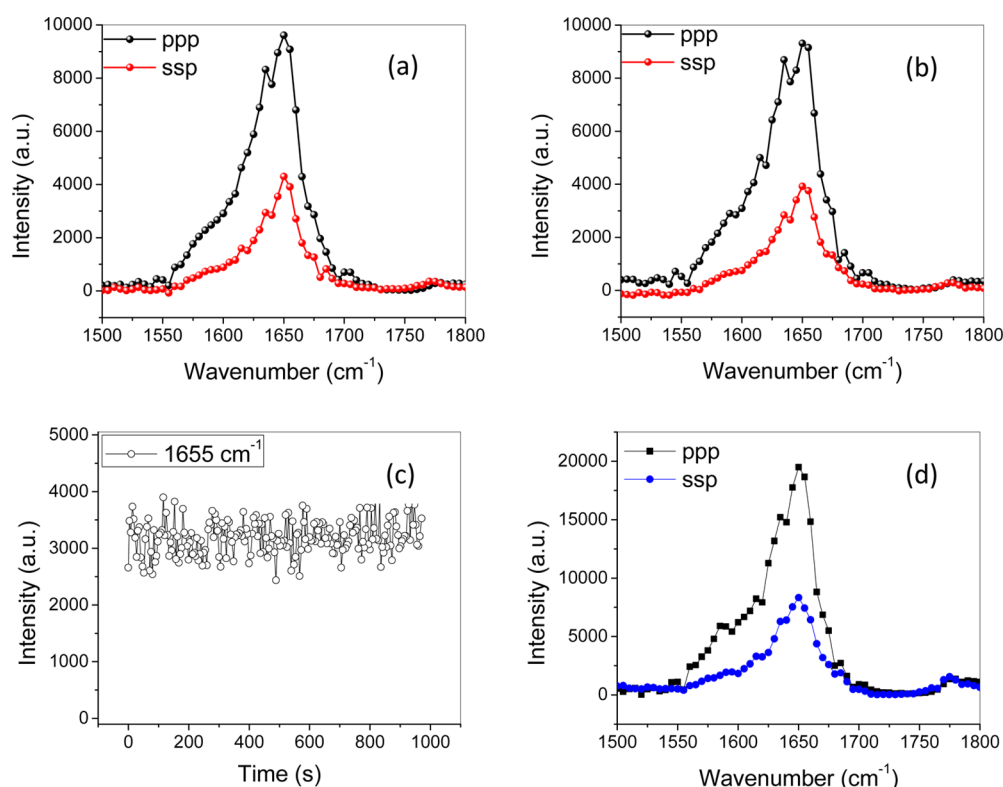 10000
8000
6000
4000
2000
0
ppp
ssp
(a)
Intensity (a.u.)
1500 1550 1600 1650 1700 1750 1800
Wavenumber (cm⁻¹)
10000
8000
6000
4000
2000
0
ppp
ssp
(b)
Intensity (a.u.)
1500 1550 1600 1650 1700 1750 1800
Wavenumber (cm⁻¹)
5000
4000
3000
2000
1000
0
1655 cm⁻¹
(c)
Intensity (a.u.)
0 200 400 600 800 1000
Time (s)
20000
15000
10000
5000
0
ppp
ssp
(d)
Intensity (a.u.)
1500 1550 1600 1650 1700 1750 1800
Wavenumber (cm⁻¹)